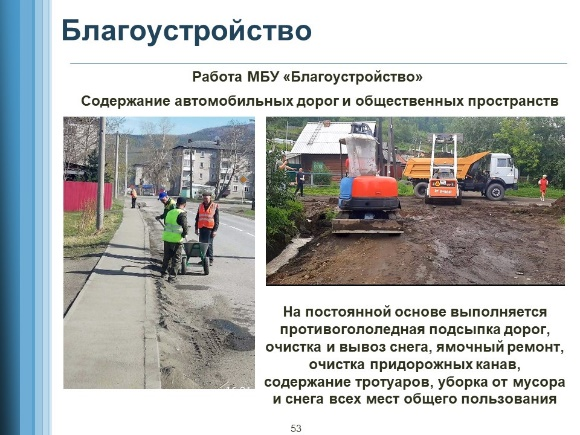 Благоустройство
Работа МБУ «Благоустройство»
Содержание автомобильных дорог и общественных пространств
На постоянной основе выполняется
противогололедная подсыпка дорог,
очистка и вывоз снега, ямочный ремонт,
очистка придорожных канав,
содержание тротуаров, уборка от мусора
и снега всех мест общего пользования
53